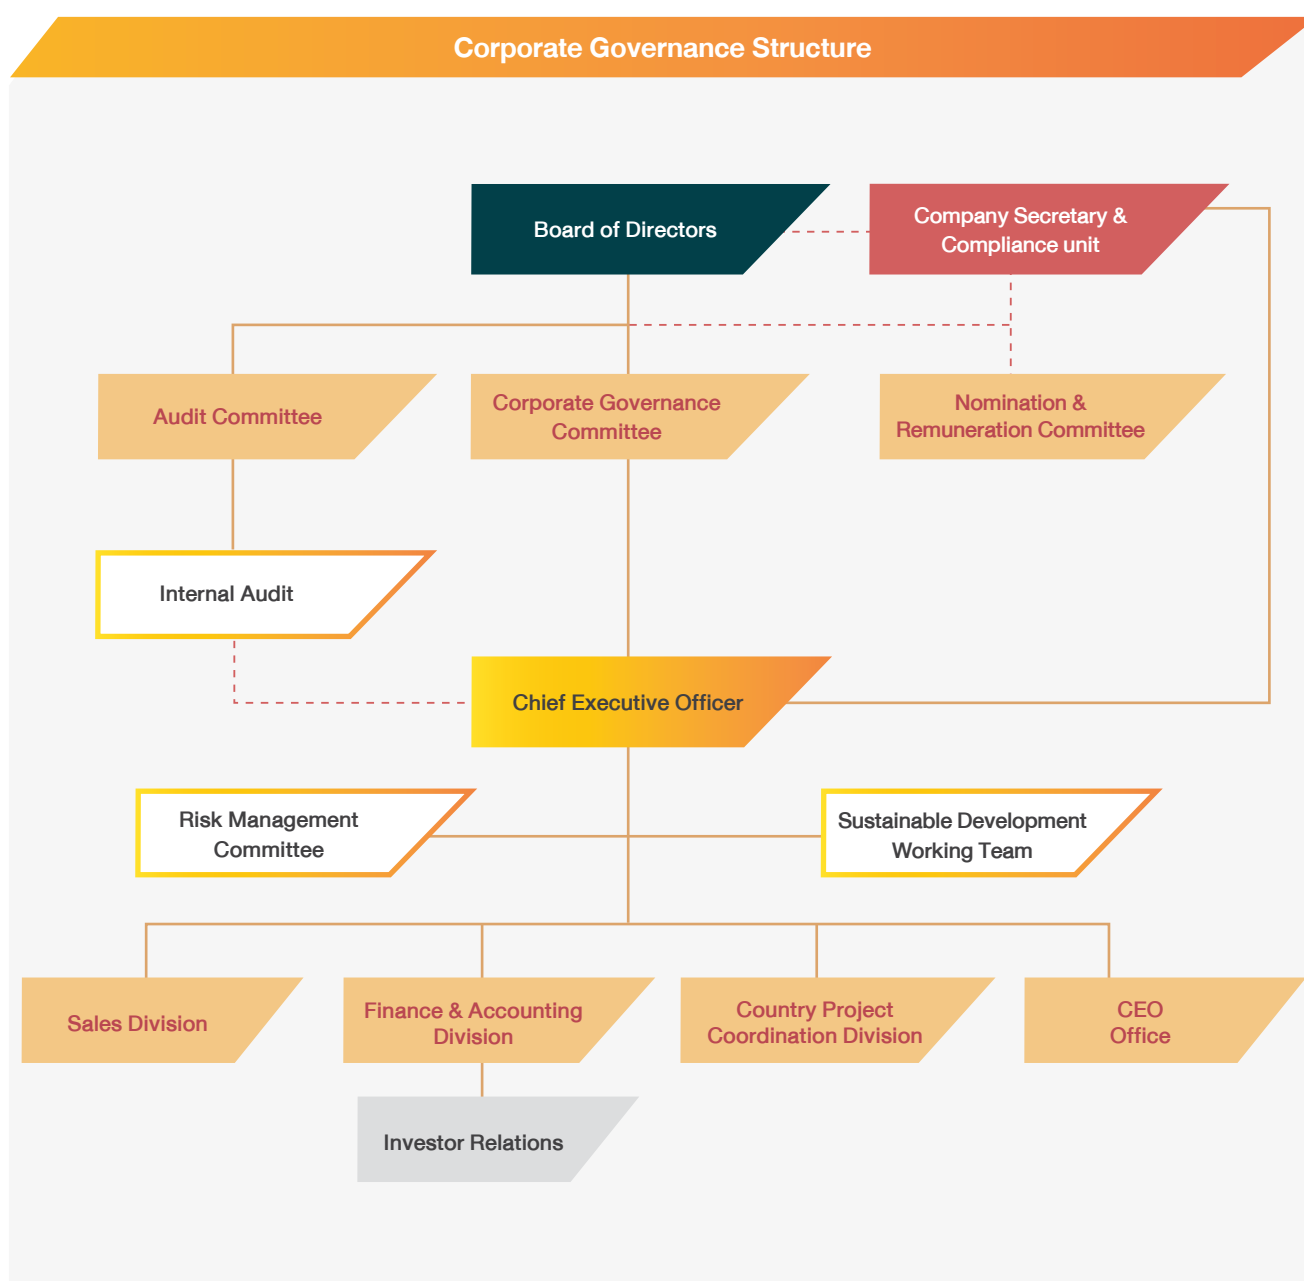 Corporate Governance Structure
Board of Directors
Company Secretary &
Compliance unit
Audit Committee
Corporate Governance
Committee
Nomination &
Remuneration Committee
Internal Audit
Chief Executive Officer
Risk Management
Committee
Sustainable Development
Working Team
Sales Division
Finance & Accounting
Division
Country Project
Coordination Division
CEO
Office
Investor Relations